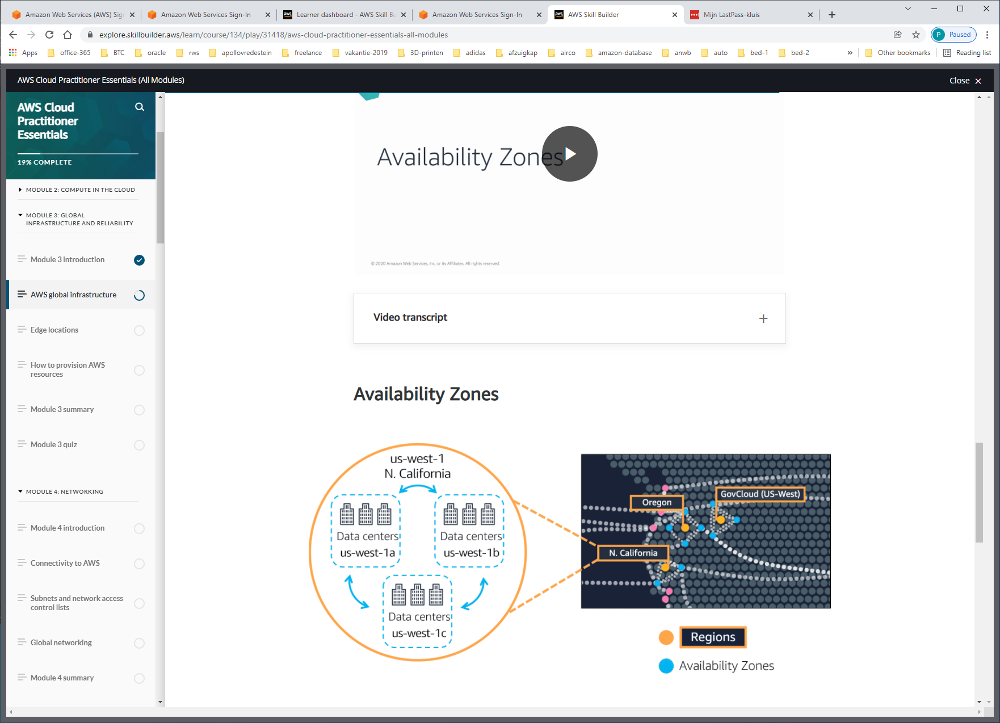 Amazon Web Services (AWS) Sig
Amazon Web Services Sign-In
Learner dashboard - AWS Skill Bu
Amazon Web Services Sign-In
AWS Skill Builder
Mijn LastPass-kluis
explore.skillbuilder.aws/learn/course/134/play/31418/aws-cloud-practitioner-essentials-all-modules
P Paused
Apps office-365 BTC oracle rws apollovredestein freelance vakantie-2019 3D-printen adidas afzuigkap airco amazon-database anwb auto bed-1 bed-2 » Other bookmarks Reading list
AWS Cloud Practitioner Essentials (All Modules)
Close
AWS Cloud
Practitioner
Essentials
19% COMPLETE
MODULE 2: COMPUTE IN THE CLOUD
MODULE 3: GLOBAL
INFRASTRUCTURE AND RELIABILITY
Module 3 introduction
AWS global infrastructure
Edge locations
How to provision AWS
resources
Module 3 summary
Module 3 quiz
MODULE 4: NETWORKING
Module 4 introduction
Connectivity to AWS
Subnets and network access
control lists
Global networking
Module 4 summary
Availability Zones
© 2020 Amazon Web Services, Inc. or its Affiliates. All rights reserved.
Video transcript
Availability Zones
us-west-1
N. California
Data centers
us-west-1a
Data centers
us-west-1b
Data centers
us-west-1c
Oregon
GovCloud (US-West)
N. California
Regions
Availability Zones